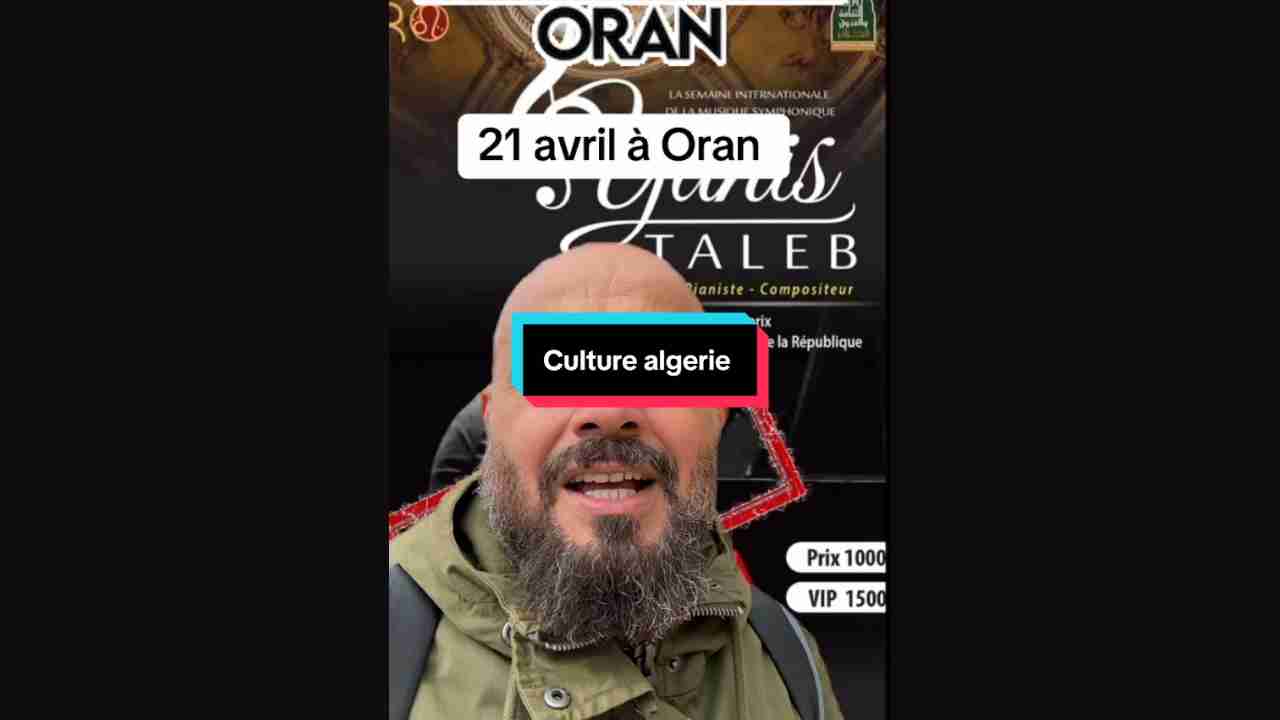 ORAN
LA SEMAINE INTERNATIONALE
DE LA MUSIQUE SYMPHONIQUE
21 avril à Oran
TALEB
Pianiste - Compositeur
de la République
Culture algerie
Prix 1000
VIP 1500